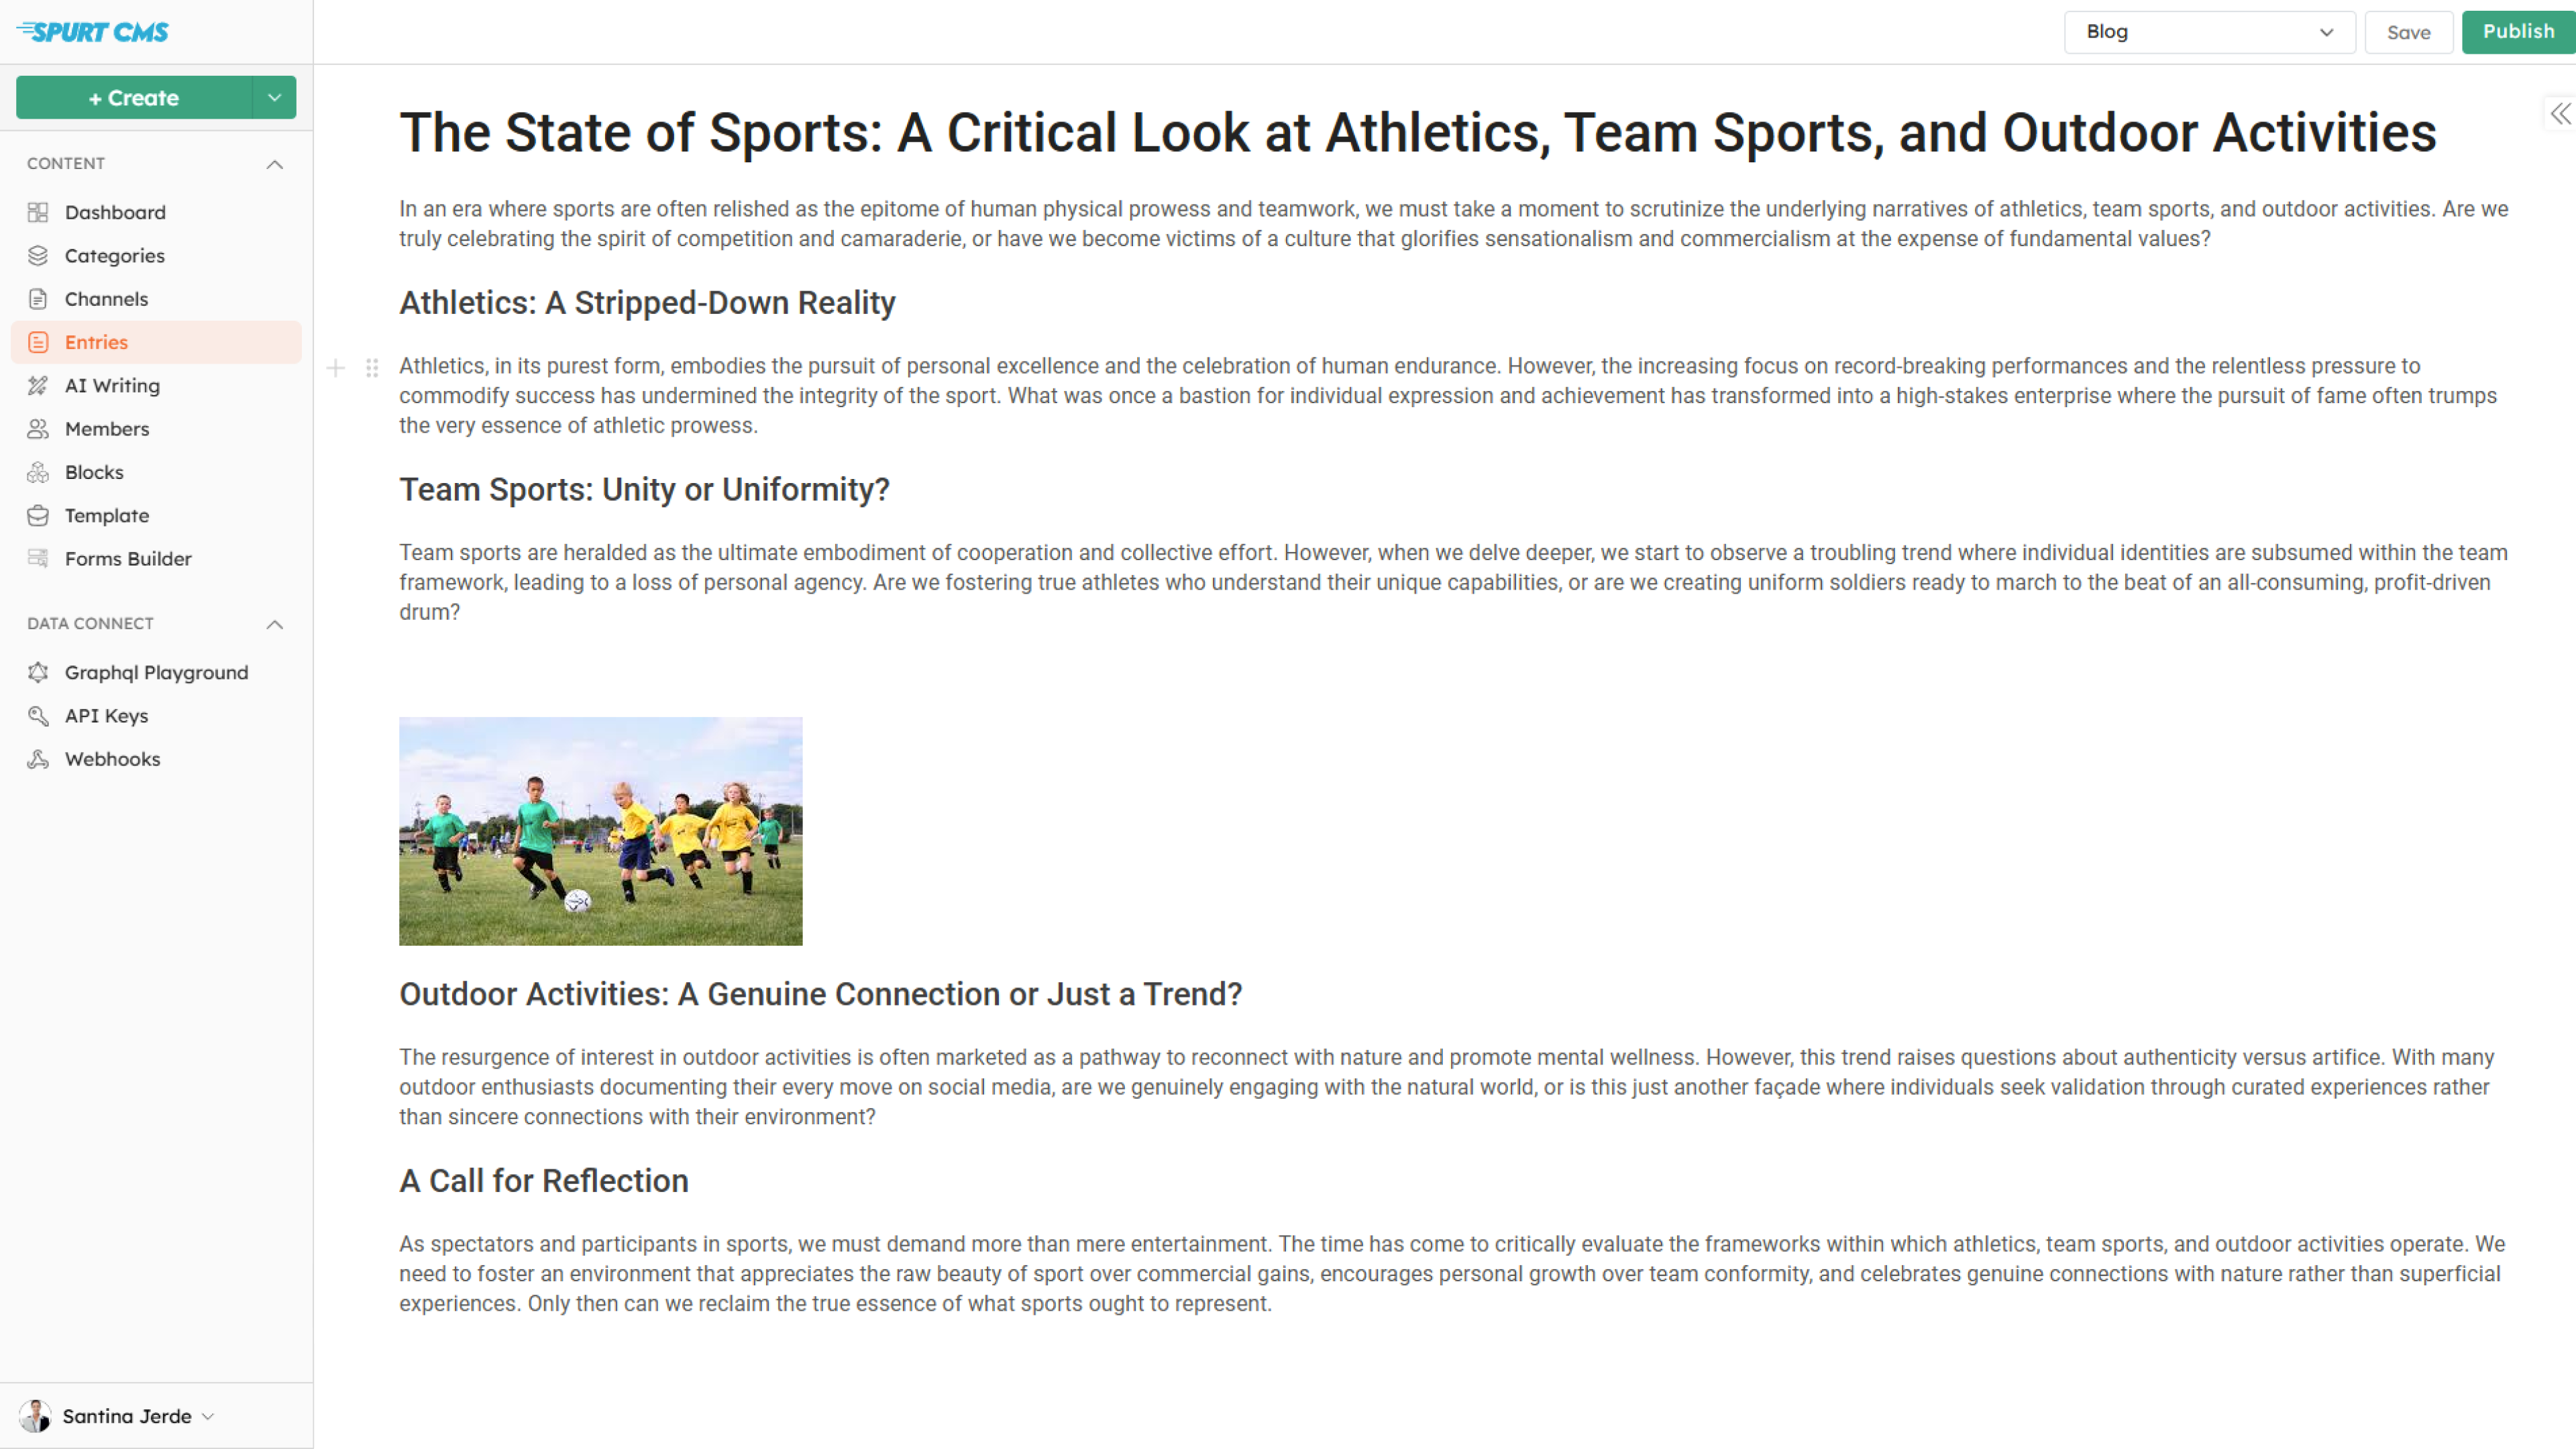 SPURT CMS
Blog
Save
Publish
+ Create
CONTENT
Dashboard
Categories
Channels
Entries
AI Writing
Members
Blocks
Template
Forms Builder
DATA CONNECT
Graphql Playground
API Keys
Webhooks
Santina Jerde
The State of Sports: A Critical Look at Athletics, Team Sports, and Outdoor Activities
In an era where sports are often relished as the epitome of human physical prowess and teamwork, we must take a moment to scrutinize the underlying narratives of athletics, team sports, and outdoor activities. Are we
truly celebrating the spirit of competition and camaraderie, or have we become victims of a culture that glorifies sensationalism and commercialism at the expense of fundamental values?
Athletics: A Stripped-Down Reality
Athletics, in its purest form, embodies the pursuit of personal excellence and the celebration of human endurance. However, the increasing focus on record-breaking performances and the relentless pressure to
commodify success has undermined the integrity of the sport. What was once a bastion for individual expression and achievement has transformed into a high-stakes enterprise where the pursuit of fame often trumps
the very essence of athletic prowess.
Team Sports: Unity or Uniformity?
Team sports are heralded as the ultimate embodiment of cooperation and collective effort. However, when we delve deeper, we start to observe a troubling trend where individual identities are subsumed within the team
framework, leading to a loss of personal agency. Are we fostering true athletes who understand their unique capabilities, or are we creating uniform soldiers ready to march to the beat of an all-consuming, profit-driven
drum?
Outdoor Activities: A Genuine Connection or Just a Trend?
The resurgence of interest in outdoor activities is often marketed as a pathway to reconnect with nature and promote mental wellness. However, this trend raises questions about authenticity versus artifice. With many
outdoor enthusiasts documenting their every move on social media, are we genuinely engaging with the natural world, or is this just another façade where individuals seek validation through curated experiences rather
than sincere connections with their environment?
A Call for Reflection
As spectators and participants in sports, we must demand more than mere entertainment. The time has come to critically evaluate the frameworks within which athletics, team sports, and outdoor activities operate. We
need to foster an environment that appreciates the raw beauty of sport over commercial gains, encourages personal growth over team conformity, and celebrates genuine connections with nature rather than superficial
experiences. Only then can we reclaim the true essence of what sports ought to represent.